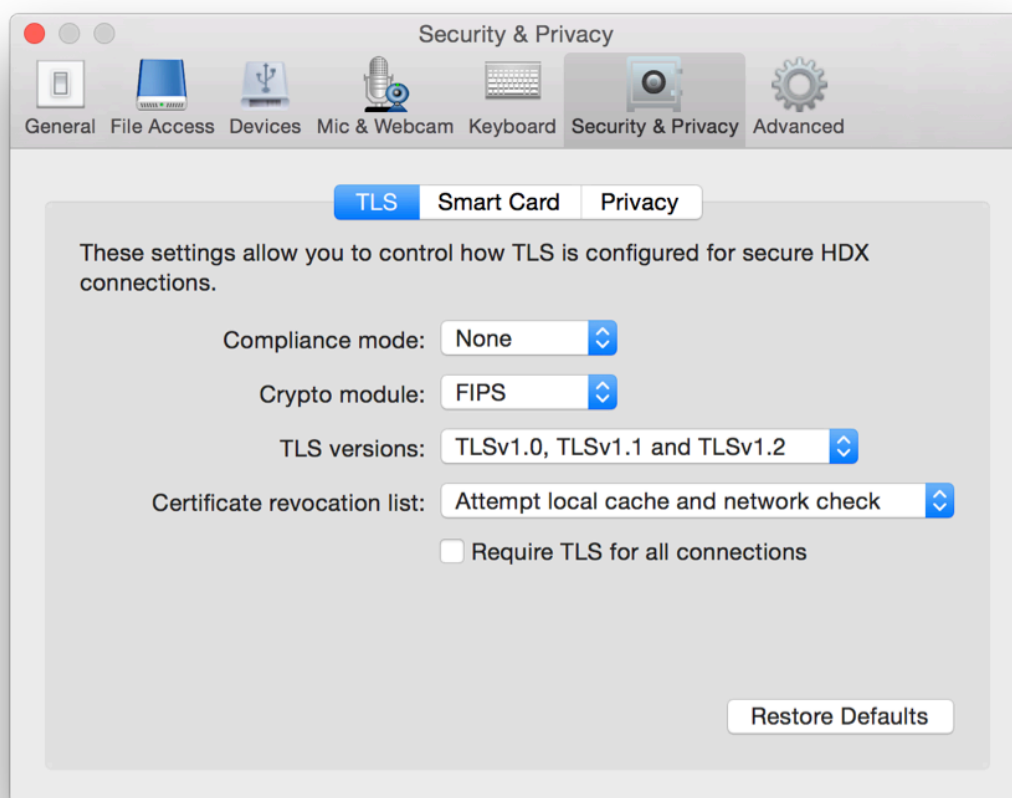 Security & Privacy
General File Access Devices Mic & Webcam Keyboard Security & Privacy Advanced
TLS Smart Card Privacy
These settings allow you to control how TLS is configured for secure HDX
connections.
Compliance mode: None
Crypto module: FIPS
TLS versions: TLSv1.0, TLSv1.1 and TLSv1.2
Certificate revocation list: Attempt local cache and network check
Require TLS for all connections
Restore Defaults